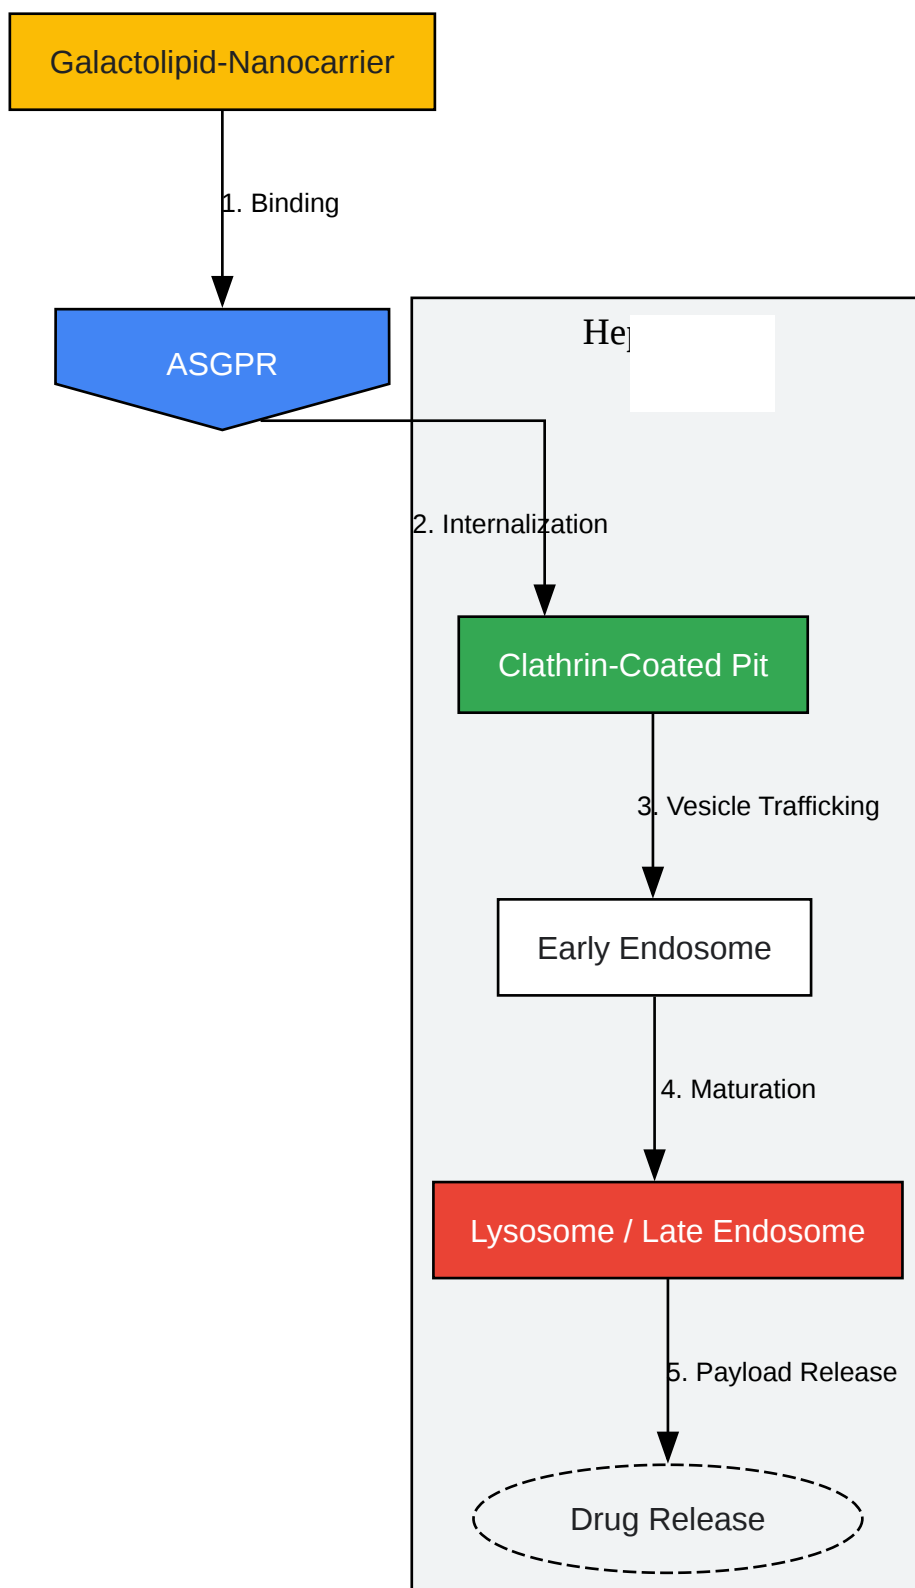 Galactolipid-Nanocarrier
1. Binding
ASGPR
2. Internalization
Clathrin-Coated Pit
3. Vesicle Trafficking
Early Endosome
4. Maturation
Lysosome / Late Endosome
5. Payload Release
Drug Release